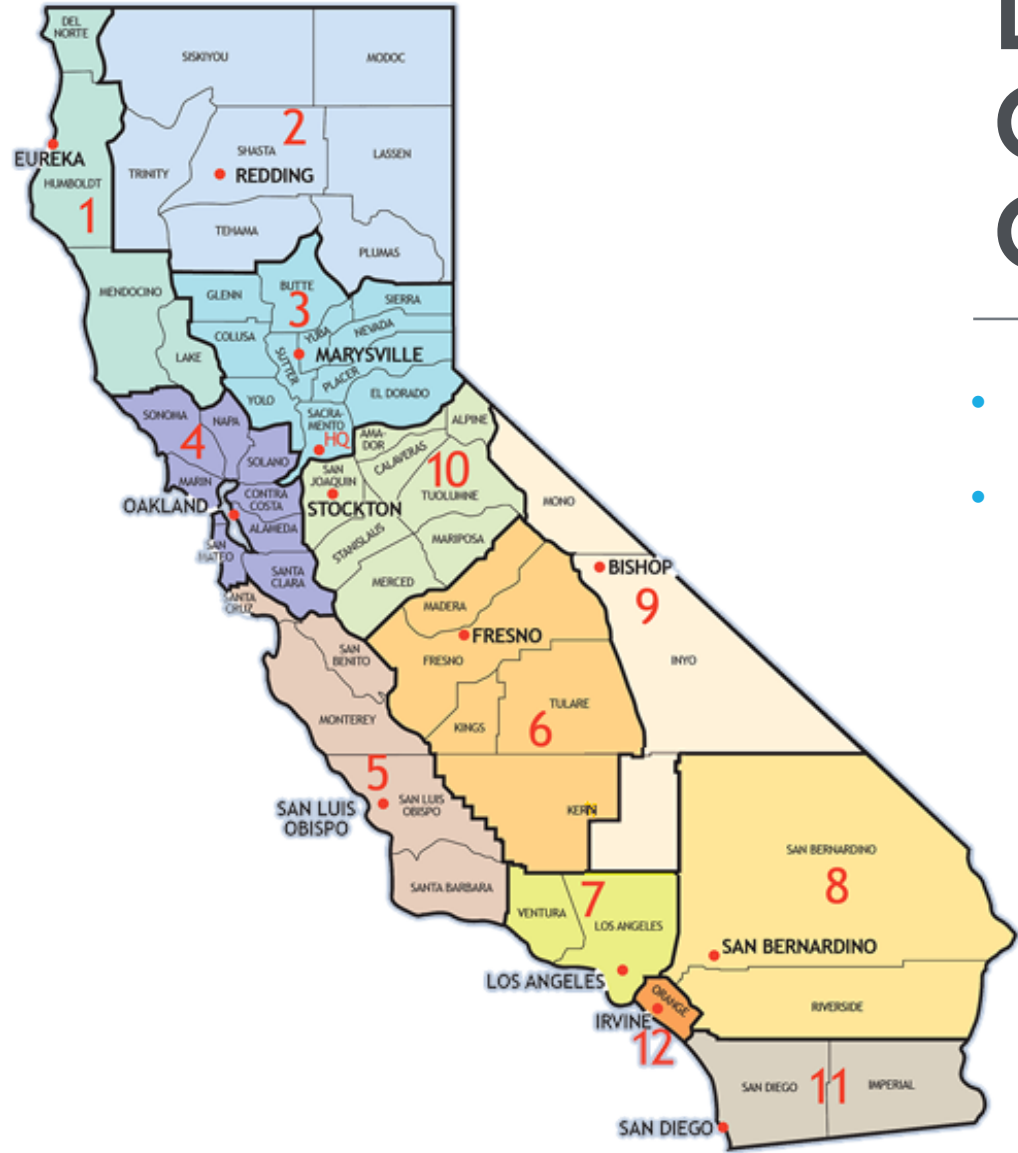 DEL
NORTE
SISKIYOU
MODOC
2
SHASTA
LASSEN
EUREKA
TRINITY
REDDING
HUMBOLDT
1
TEHAMA
PLUMAS
MENDOCINO
GLENN
BUTTE
SIERRA
3
COLUSA
YUBA
NEVADA
LAKE
SUTTER
MARYSVILLE
PLACER
YOLO
EL DORADO
SONOMA
NAPA
SACRA-
MENTO
ALPINE
4
HQ
AMA-
DOR
SOLANO
CALAVERAS
10
MARIN
SAN
JOAQUIN
TUOLUMNE
CONTRA
COSTA
OAKLAND
STOCKTON
MONO
ALAMEDA
STANISLAUS
MARIPOSA
SAN
MATEO
SANTA
CLARA
MERCED
BISHOP
SANTA
CRUZ
MADERA
9
FRESNO
SAN
BENITO
FRESNO
INYO
MONTEREY
KINGS
TULARE
6
5
SAN LUIS
OBISPO
SAN LUIS
OBISPO
KERN
SAN BERNARDINO
SANTA BARBARA
7
8
VENTURA
LOS ANGELES
SAN BERNARDINO
LOS ANGELES
ORANGE
RIVERSIDE
IRVINE
12
SAN DIEGO
11
IMPERIAL
SAN DIEGO